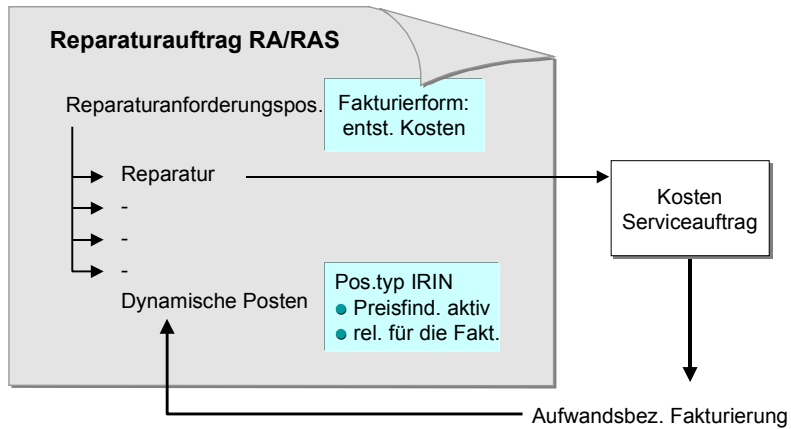 Reparaturauftrag RA/RAS
Reparaturanforderungspos.
Fakturierform:
entst. Kosten
Reparatur
-
-
-
Kosten
Serviceauftrag
Dynamische Posten
Pos.typ IRIN
● Preisfind. aktiv
● rel. für die Fakt.
Aufwandsbez. Fakturierung